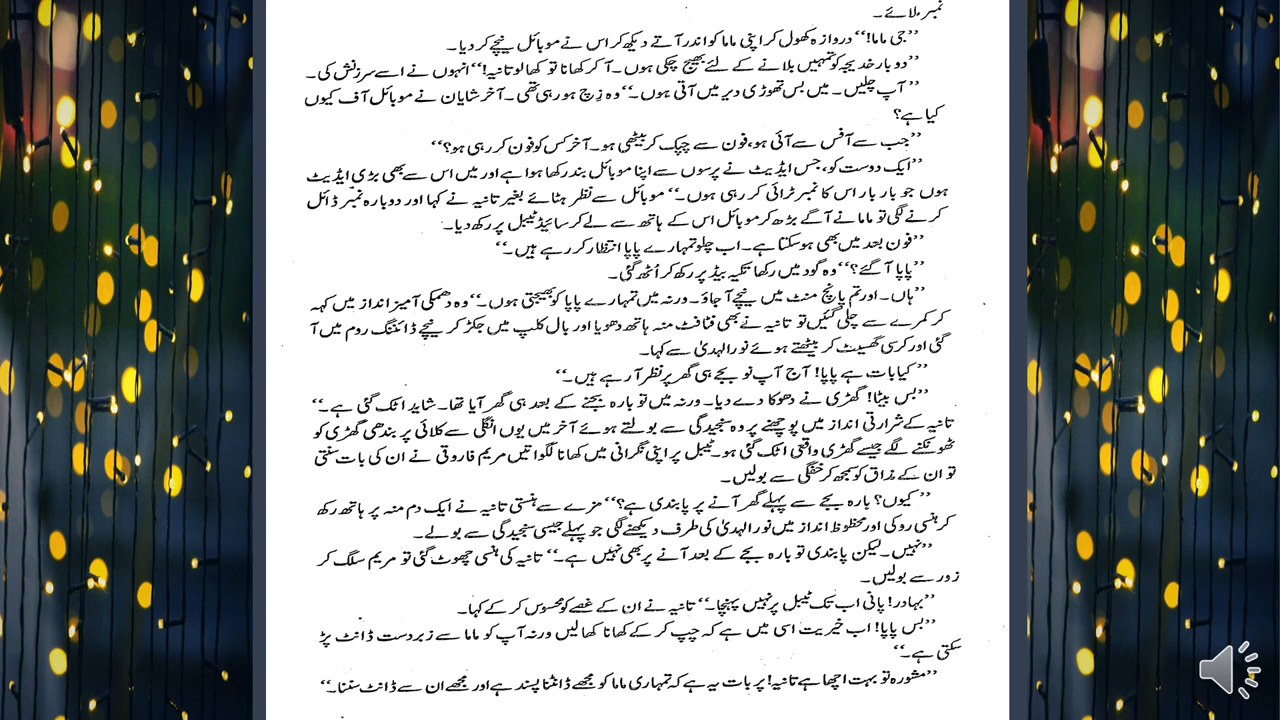 نمبر ملائے۔
’’جی ماما!‘‘ دروازہ کھول کر اپنی ماما کو اندر آتے دیکھ کر اس نے موبائل نیچے کر دیا۔
’’دو بار خدیجہ کو تمہیں بلانے کے لئے بھیج چکی ہوں۔ آ کر کھانا تو کھا لو تانیہ!‘‘ انہوں نے اسے سرزنش کی۔
’’آپ چلیں۔ میں بس تھوڑی دیر میں آتی ہوں۔‘‘ وہ زچ ہو رہی تھی۔ آخر شایان نے موبائل آف کیوں
کیا ہے؟
’’جب سے آفس سے آئی ہو، فون سے چپک کر بیٹھی ہو۔ آخر کس کو فون کر رہی ہو؟‘‘
’’ایک دوست کو، جس ایڈیٹ نے پرسوں سے اپنا موبائل بند رکھا ہوا ہے اور میں اس سے بھی بڑی ایڈیٹ
ہوں جو بار بار اس کا نمبر ٹرائی کر رہی ہوں۔‘‘ موبائل سے نظر ہٹائے بغیر تانیہ نے کہا اور دوبارہ نمبر ڈائل
کرنے لگی تو ماما نے آگے بڑھ کر موبائل اس کے ہاتھ سے لے کر سائیڈ ٹیبل پر رکھ دیا۔
’’فون بعد میں بھی ہو سکتا ہے۔ اب چلو تمہارے پاپا انتظار کر رہے ہیں۔‘‘
’’پاپا آ گئے؟‘‘ وہ گود میں رکھا تکیہ بیڈ پر رکھ کر اُٹھ گئی۔
’’ہاں۔ اور تم پانچ منٹ میں نیچے آ جاؤ۔ ورنہ میں تمہارے پاپا کو بھیجتی ہوں۔‘‘ وہ دھمکی آمیز انداز میں کہہ
کر کمرے سے چلی گئیں تو تانیہ نے بھی فٹافٹ منہ ہاتھ دھویا اور بال کلپ میں جکڑ کر نیچے ڈائننگ روم میں آ
گئی اور کرسی گھسیٹ کر بیٹھتے ہوئے نورالہدیٰ سے کہا۔
’’کیا بات ہے پاپا! آج آپ نو بجے ہی گھر پر نظر آ رہے ہیں۔‘‘
’’بس بیٹا! گھڑی نے دھوکا دے دیا۔ ورنہ میں تو بارہ بجنے کے بعد ہی گھر آیا تھا۔ شاید اٹک گئی ہے۔‘‘
تانیہ کے شرارتی انداز میں پوچھنے پر وہ سنجیدگی سے بولتے ہوئے آخر میں یوں انگلی سے کلائی پر بندھی گھڑی کو
ٹھونکنے لگے جیسے گھڑی واقعی اٹک گئی ہو۔ ٹیبل پر اپنی نگرانی میں کھانا لگواتیں مریم فاروقی نے ان کی بات سنتی
تو ان کے مذاق کو سمجھ کر خفگی سے بولیں۔
’’کیوں؟ بارہ بجے سے پہلے گھر آنے پر پابندی ہے؟‘‘ مزے سے ہنستی تانیہ نے ایک دم منہ پر ہاتھ رکھ
کر ہنسی روکی اور محظوظ انداز میں نورالہدیٰ کی طرف دیکھنے لگی جو پہلے جیسی سنجیدگی سے بولے۔
’’نہیں۔ لیکن پابندی تو بارہ بجے کے بعد آنے پر بھی نہیں ہے۔‘‘ تانیہ کی ہنسی چھوٹ گئی تو مریم سلگ کر
زور سے بولیں۔
’’بہادر! پانی اب تک ٹیبل پر نہیں پہنچا۔‘‘ تانیہ نے ان کے غصے کو محسوس کر کے کہا۔
’’بس پاپا! اب خیریت اسی میں ہے کہ چپ کر کے کھانا کھا لیں ورنہ آپ کو ماما سے زبردست ڈانٹ پڑ
سکتی ہے۔‘‘
’’مشورہ تو بہت اچھا ہے تانیہ! پر بات یہ ہے کہ تمہاری ماما کو مجھے ڈانٹنا پسند ہے اور مجھے ان سے ڈانٹ سننا۔‘‘